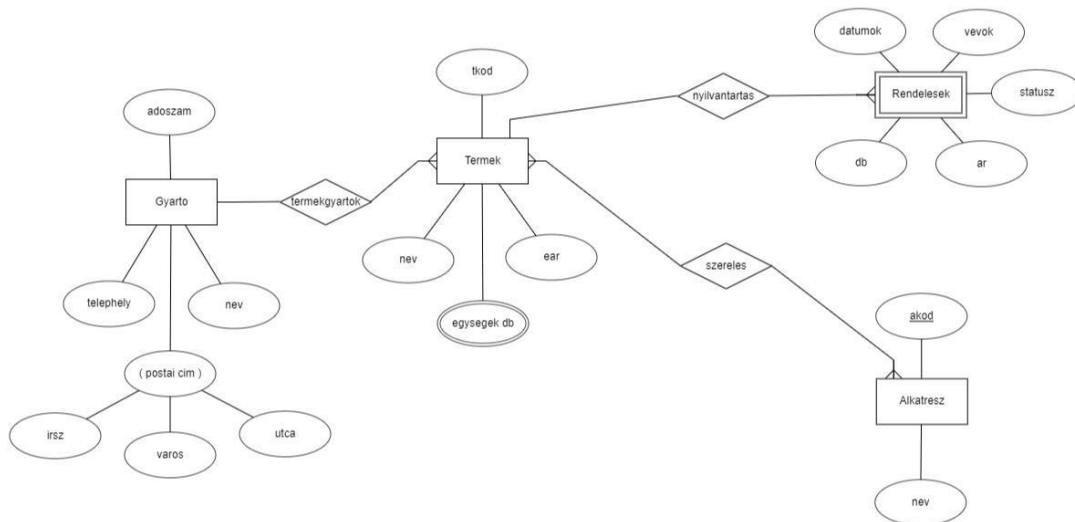 datumok
vevok
tkod
nyilvantartas
Rendelesek
statusz
adoszam
Termek
db
ar
Gyarto
termekgyartok
nev
ear
szereles
telephely
nev
egysegek db
akod
( postai cim )
Alkatresz
irsz
varos
utca
nev